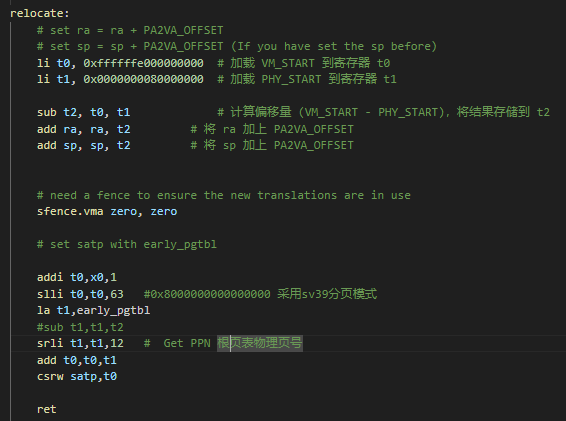 relocate:
# set ra = ra + PA2VA_OFFSET
# set sp = sp + PA2VA_OFFSET (If you have set the sp before)
li t0, 0xffffffe000000000 # 加载 VM_START 到寄存器 t0
li t1, 0x0000000080000000 # 加载 PHY_START 到寄存器 t1
sub t2, t0, t1 # 计算偏移量 (VM_START - PHY_START), 将结果存储到 t2
add ra, ra, t2 # 将 ra 加上 PA2VA_OFFSET
add sp, sp, t2 # 将 sp 加上 PA2VA_OFFSET
# need a fence to ensure the new translations are in use
sfence.vma zero, zero
# set satp with early_pgtbl
addi t0,x0,1
slli t0,t0,63 #0x8000000000000000 采用sv39分页模式
la t1,early_pgtbl
#sub t1,t1,t2
srli t1,t1,12 # Get PPN 根页表物理页号
add t0,t0,t1
csrw satp,t0
ret